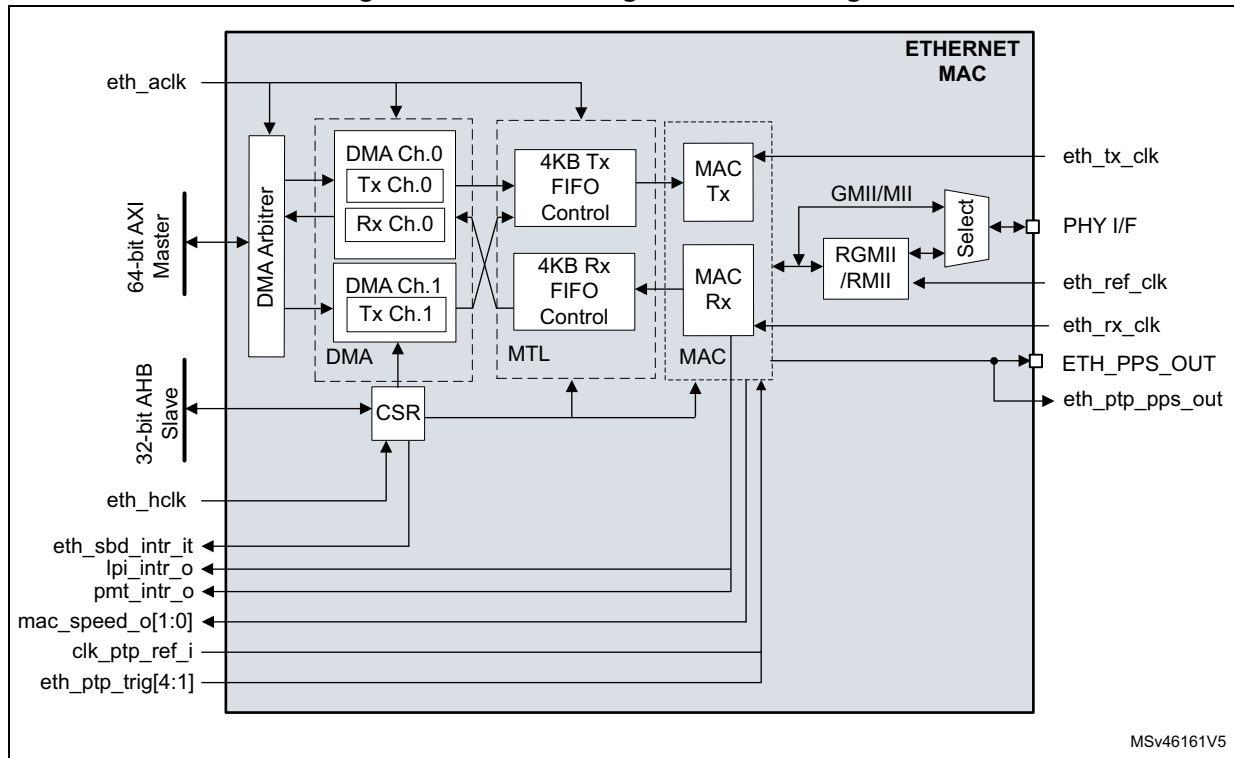 ETHERNET
MAC
eth_aclk
DMA Arbitrer
DMA Ch.0
Tx Ch.0
Rx Ch.0
DMA Ch.1
Tx Ch.1
DMA
4KB Tx
FIFO
Control
4KB Rx
FIFO
Control
MTL
MAC
Tx
MAC
Rx
MAC
GMII/MII
RGMII
/RMII
Select
eth_tx_clk
PHY I/F
eth_ref_clk
eth_rx_clk
ETH_PPS_OUT
eth_ptp_pps_out
64-bit AXI
Master
32-bit AHB
Slave
CSR
eth_hclk
eth_sbd_intr_it
lpi_intr_o
pmt_intr_o
mac_speed_o[1:0]
clk_ptp_ref_i
eth_ptp_trig[4:1]
MSv46161V5